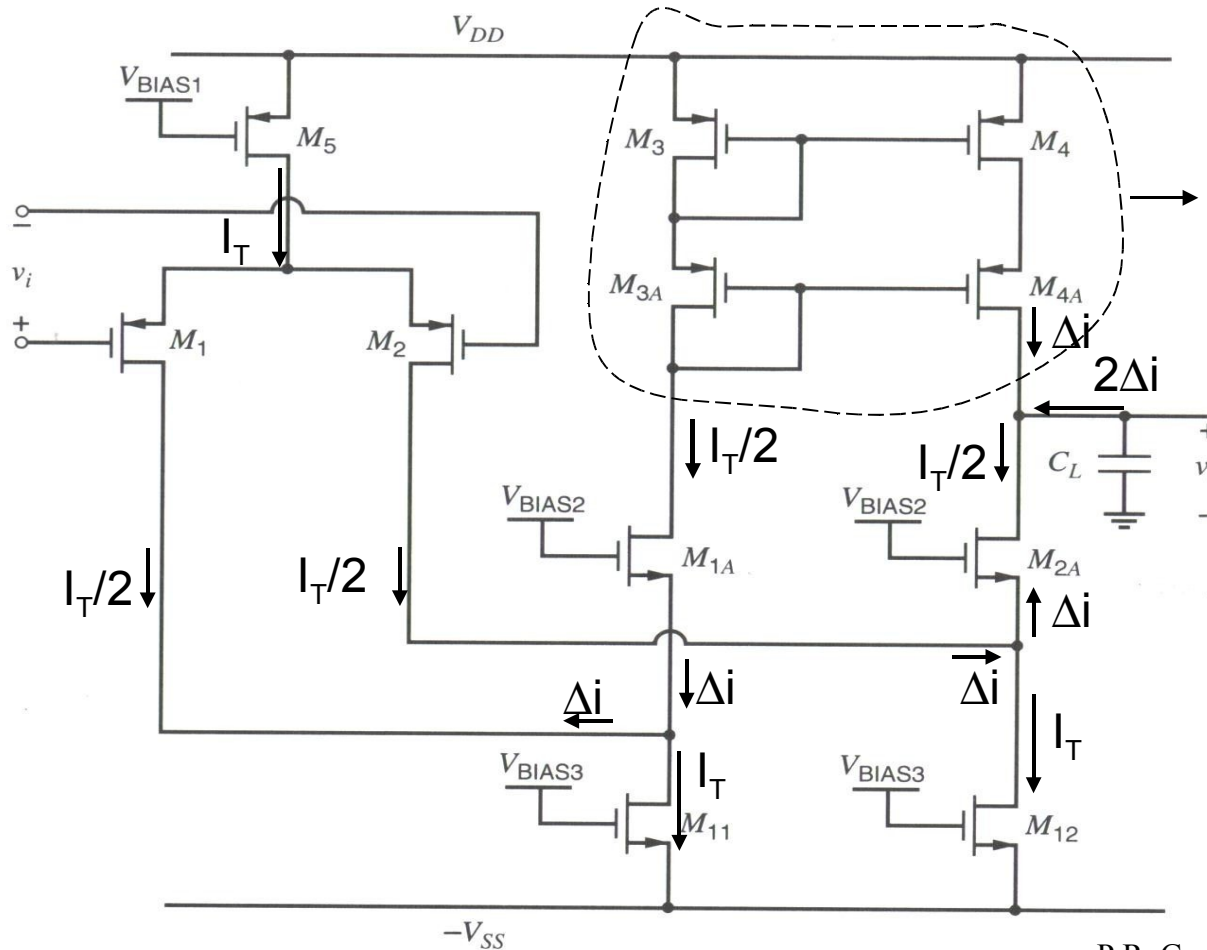 V_DD
V_BIAS1
M_5
M_3
M_4
−
I_T
v_i
M_3A
M_4A
+
M_1
M_2
Δi
2Δi
I_T/2
I_T/2
C_L
+
v
−
V_BIAS2
V_BIAS2
M_1A
M_2A
I_T/2
I_T/2
Δi
Δi
Δi
Δi
I_T
V_BIAS3
I_T
V_BIAS3
M_11
M_12
−V_SS